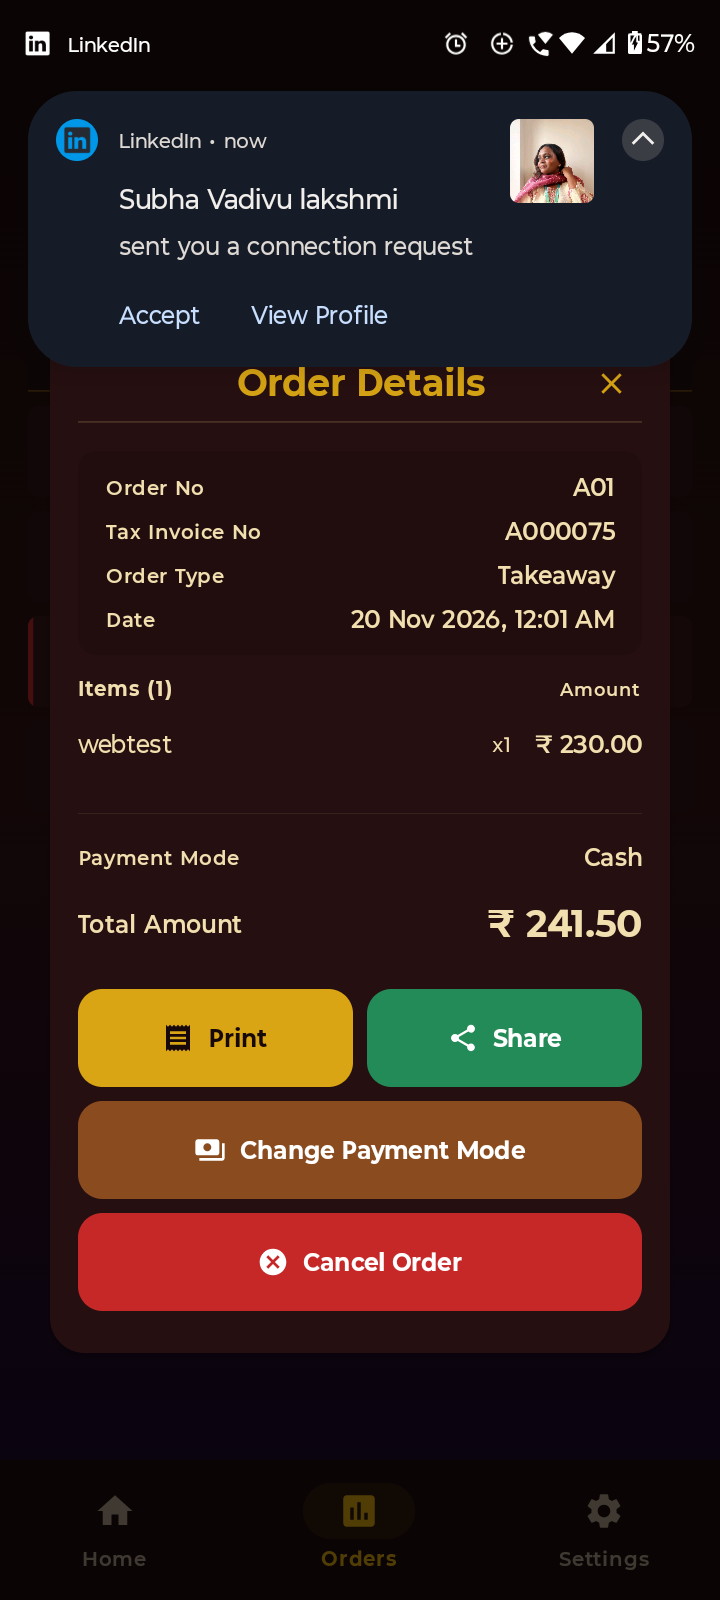 LinkedIn
57%
LinkedIn • now
Subha Vadivu lakshmi
sent you a connection request
Accept View Profile
Order Details
Order No A01
Tax Invoice No A000075
Order Type Takeaway
Date 20 Nov 2026, 12:01 AM
Items (1) Amount
webtest x1 ₹ 230.00
Payment Mode Cash
Total Amount ₹ 241.50
Print Share
Change Payment Mode
Cancel Order
Home Orders Settings